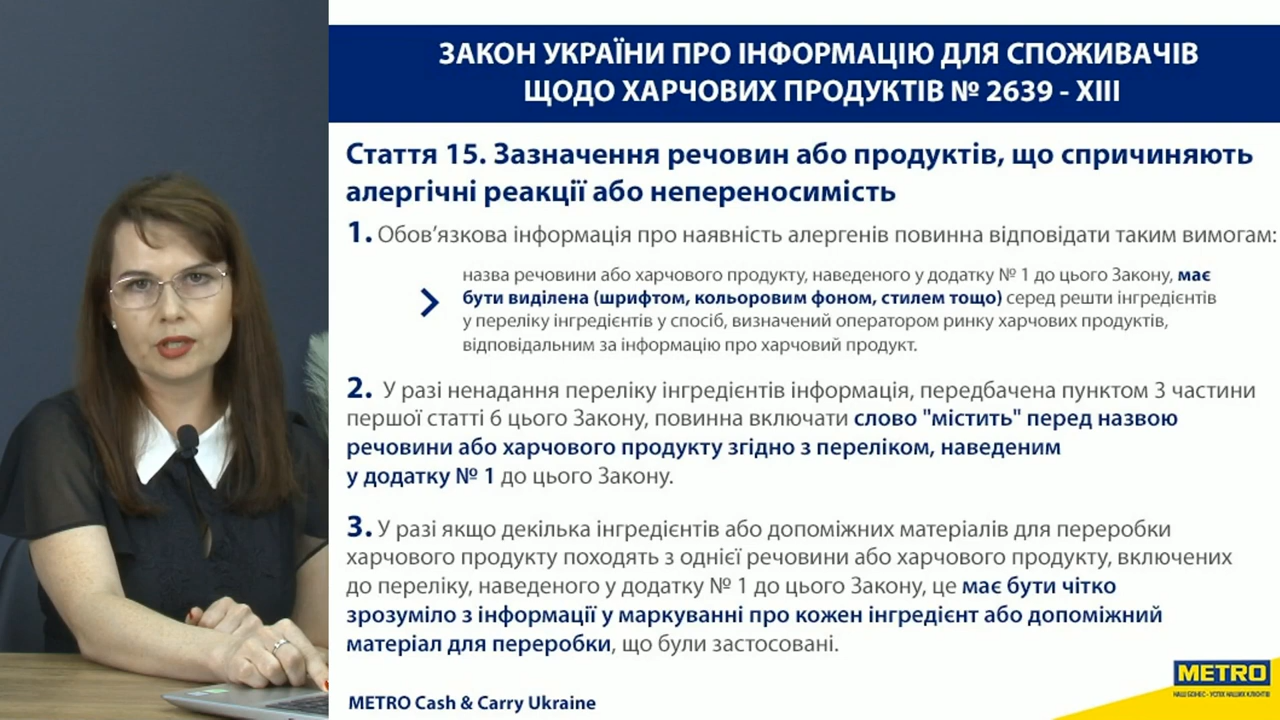 ЗАКОН УКРАЇНИ ПРО ІНФОРМАЦІЮ ДЛЯ СПОЖИВАЧІВ
ЩОДО ХАРЧОВИХ ПРОДУКТІВ № 2639 - XIII
Стаття 15. Зазначення речовин або продуктів, що спричиняють
алергічні реакції або непереносимість
1. Обов’язкова інформація про наявність алергенів повинна відповідати таким вимогам:
назва речовини або харчового продукту, наведеного у додатку № 1 до цього Закону, має
бути виділена (шрифтом, кольоровим фоном, стилем тощо) серед решти інгредієнтів
у переліку інгредієнтів у спосіб, визначений оператором ринку харчових продуктів,
відповідальним за інформацію про харчовий продукт.
2. У разі ненадання переліку інгредієнтів інформація, передбачена пунктом 3 частини
першої статті 6 цього Закону, повинна включати слово "містить" перед назвою
речовини або харчового продукту згідно з переліком, наведеним
у додатку № 1 до цього Закону.
3. У разі якщо декілька інгредієнтів або допоміжних матеріалів для переробки
харчового продукту походять з однієї речовини або харчового продукту, включених
до переліку, наведеного у додатку № 1 до цього Закону, це має бути чітко
зрозуміло з інформації у маркуванні про кожен інгредієнт або допоміжний
матеріал для переробки, що були застосовані.
METRO
НАШ БІЗНЕС - УСПІХ НАШИХ КЛІЄНТІВ
METRO Cash & Carry Ukraine